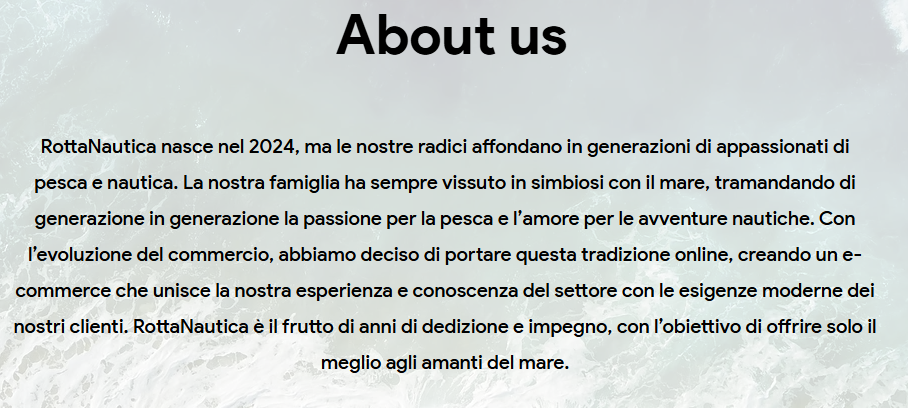 About us
RottaNautica nasce nel 2024, ma le nostre radici affondano in generazioni di appassionati di
pesca e nautica. La nostra famiglia ha sempre vissuto in simbiosi con il mare, tramandando di
generazione in generazione la passione per la pesca e l’amore per le avventure nautiche. Con
l’evoluzione del commercio, abbiamo deciso di portare questa tradizione online, creando un e-
commerce che unisce la nostra esperienza e conoscenza del settore con le esigenze moderne dei
nostri clienti. RottaNautica è il frutto di anni di dedizione e impegno, con l’obiettivo di offrire solo il
meglio agli amanti del mare.